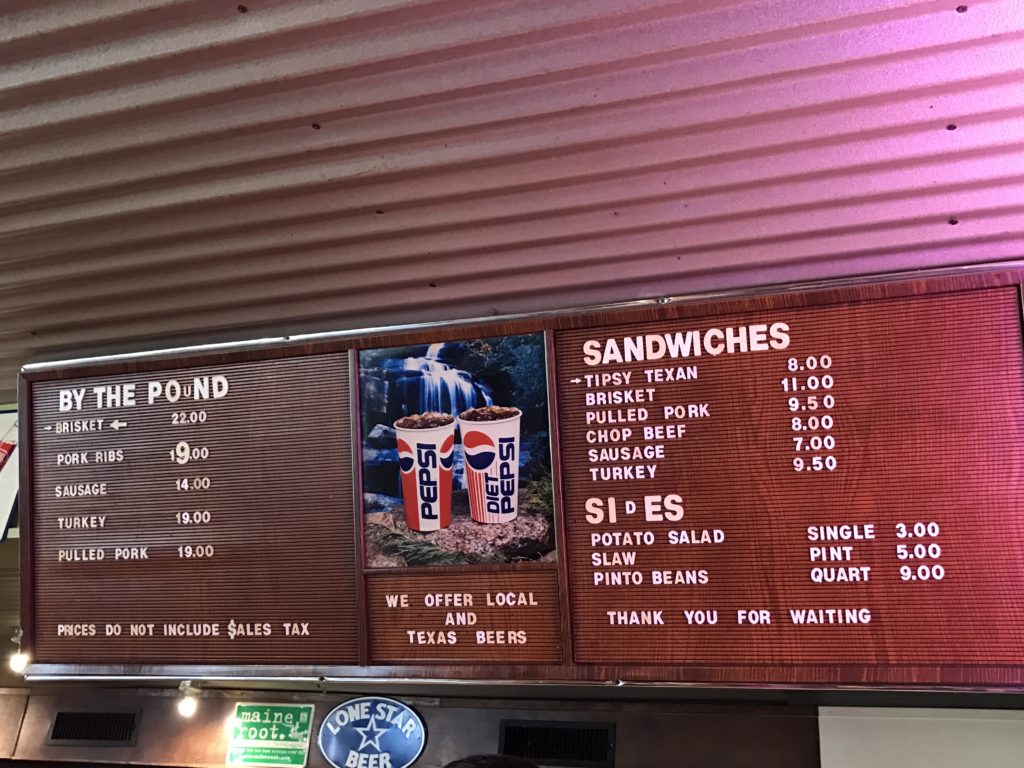 BY THE POUND
→BRISKET← 22.00
PORK RIBS 19.00
SAUSAGE 14.00
TURKEY 19.00
PULLED PORK 19.00
PRICES DO NOT INCLUDE $ALES TAX
PEPSI
DIET PEPSI
WE OFFER LOCAL
AND
TEXAS BEERS
SANDWICHES
→TIPSY TEXAN 8.00
BRISKET 11.00
PULLED PORK 9.50
CHOP BEEF 8.00
SAUSAGE 7.00
TURKEY 9.50
SIDES
POTATO SALAD SINGLE 3.00
SLAW PINT 5.00
PINTO BEANS QUART 9.00
THANK YOU FOR WAITING
maine
root.
LONE STAR
BEER